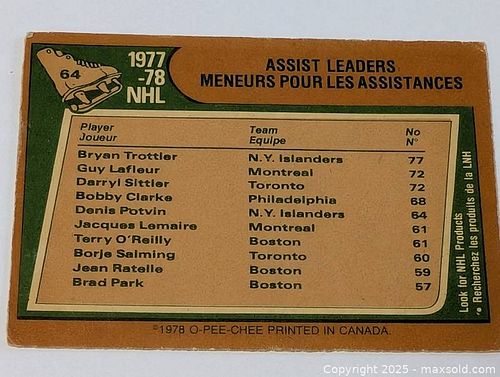 64
1977
-78
NHL
ASSIST LEADERS
MENEURS POUR LES ASSISTANCES
Player Team No
Joueur Equipe N°
Bryan Trottier N.Y. Islanders 77
Guy Lafleur Montreal 72
Darryl Sittler Toronto 72
Bobby Clarke Philadelphia 68
Denis Potvin N.Y. Islanders 64
Jacques Lemaire Montreal 61
Terry O'Reilly Boston 61
Borje Salming Toronto 60
Jean Ratelle Boston 59
Brad Park Boston 57
Look for NHL Products
• Recherchez les produits de la LNH
©1978 O-PEE-CHEE PRINTED IN CANADA.
Copyright 2025 - maxsold.com